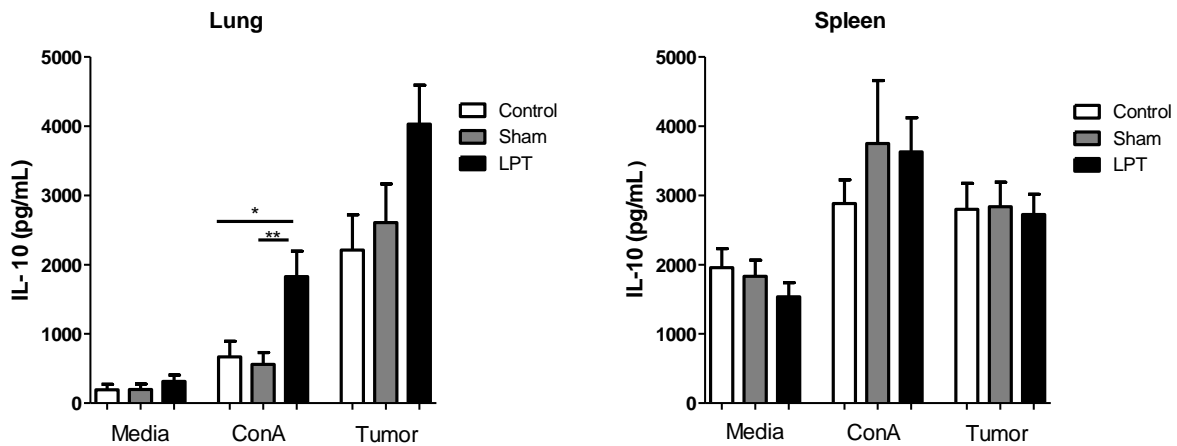 Lung
5000
4000
3000
2000
1000
0
IL-10 (pg/mL)
*
**
Control
Sham
LPT
Media ConA Tumor
Spleen
5000
4000
3000
2000
1000
0
IL-10 (pg/mL)
Control
Sham
LPT
Media ConA Tumor